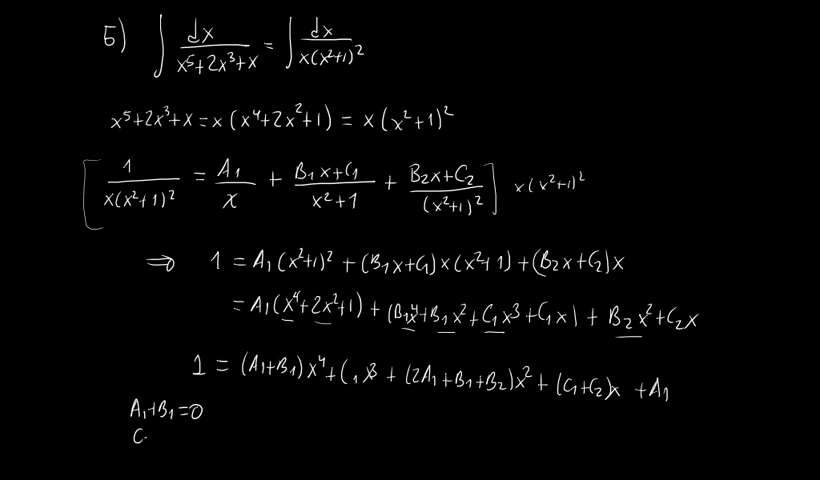 Б) ∫ dx/(x⁵+2x³+x) = ∫ dx/(x(x²+1)²)
x⁵+2x³+x = x(x⁴+2x²+1) = x(x²+1)²
[ 1/(x(x²+1)²) = A₁/x + (B₁x+C₁)/(x²+1) + (B₂x+C₂)/(x²+1)² ] x(x²+1)²
⇒ 1 = A₁(x²+1)² + (B₁x+C₁)x(x²+1) + (B₂x+C₂)x
= A₁(x⁴+2x²+1) + (B₁x⁴+B₁x²+C₁x³+C₁x) + B₂x²+C₂x
1 = (A₁+B₁)x⁴ + C₁x³ + (2A₁+B₁+B₂)x² + (C₁+C₂)x + A₁
A₁+B₁=0
C